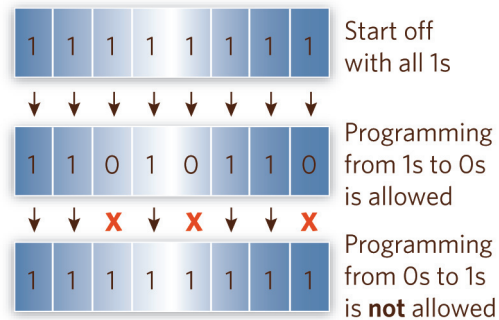 1 1 1 1 1 1 1 1
Start off
with all 1s
1 1 0 1 0 1 1 0
Programming
from 1s to 0s
is allowed
X X X
1 1 1 1 1 1 1 1
Programming
from 0s to 1s
is not allowed